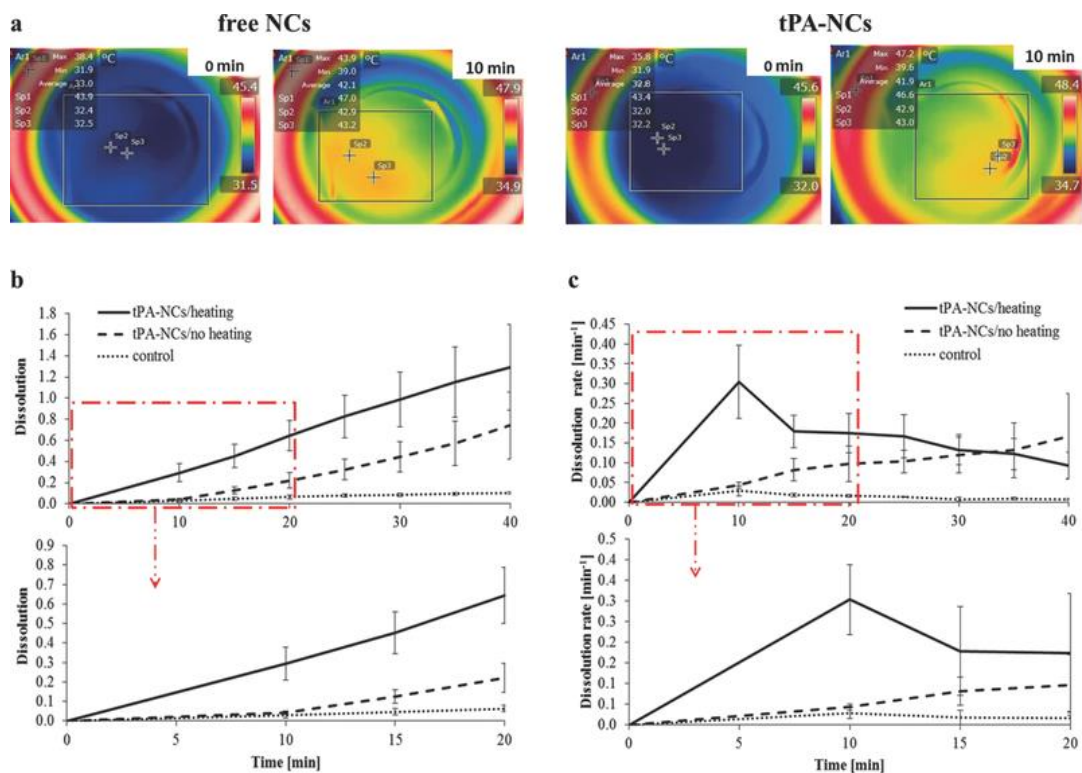 a free NCs tPA-NCs
Ar1 Max 38.4 °C
Min 31.9
Average 33.0
Sp1 43.9
Sp2 32.4
Sp3 32.5
0 min
45.4
31.5
Sp2
Sp3
Ar1 Max 43.9 °C
Min 39.0
Average 42.1
Sp1 47.0
Sp2 42.9
Sp3 43.2
10 min
47.9
34.9
Ar1
Sp2
Sp3
Ar1 Max 35.8 °C
Min 31.9
Average 32.8
Sp1 43.4
Sp2 32.0
Sp3 32.2
0 min
45.6
32.0
Sp2
Sp3
Ar1 Max 47.2 °C
Min 39.6
Average 41.9
Sp1 46.6
Sp2 42.9
Sp3 43.0
10 min
48.4
34.7
Ar1
Sp3
Sp2
b
tPA-NCs/heating
tPA-NCs/no heating
control
Dissolution
1.8
1.6
1.4
1.2
1.0
0.8
0.6
0.4
0.2
0.0
0 10 20 30 40
Dissolution
0.9
0.8
0.7
0.6
0.5
0.4
0.3
0.2
0.1
0.0
0 5 10 15 20
Time [min]
c
tPA-NCs/heating
tPA-NCs/no heating
control
Dissolution rate [min⁻¹]
0.45
0.40
0.35
0.30
0.25
0.20
0.15
0.10
0.05
0.00
0 10 20 30 40
Dissolution rate [min⁻¹]
0.5
0.4
0.4
0.3
0.3
0.2
0.2
0.1
0.1
0.0
0 5 10 15 20
Time [min]